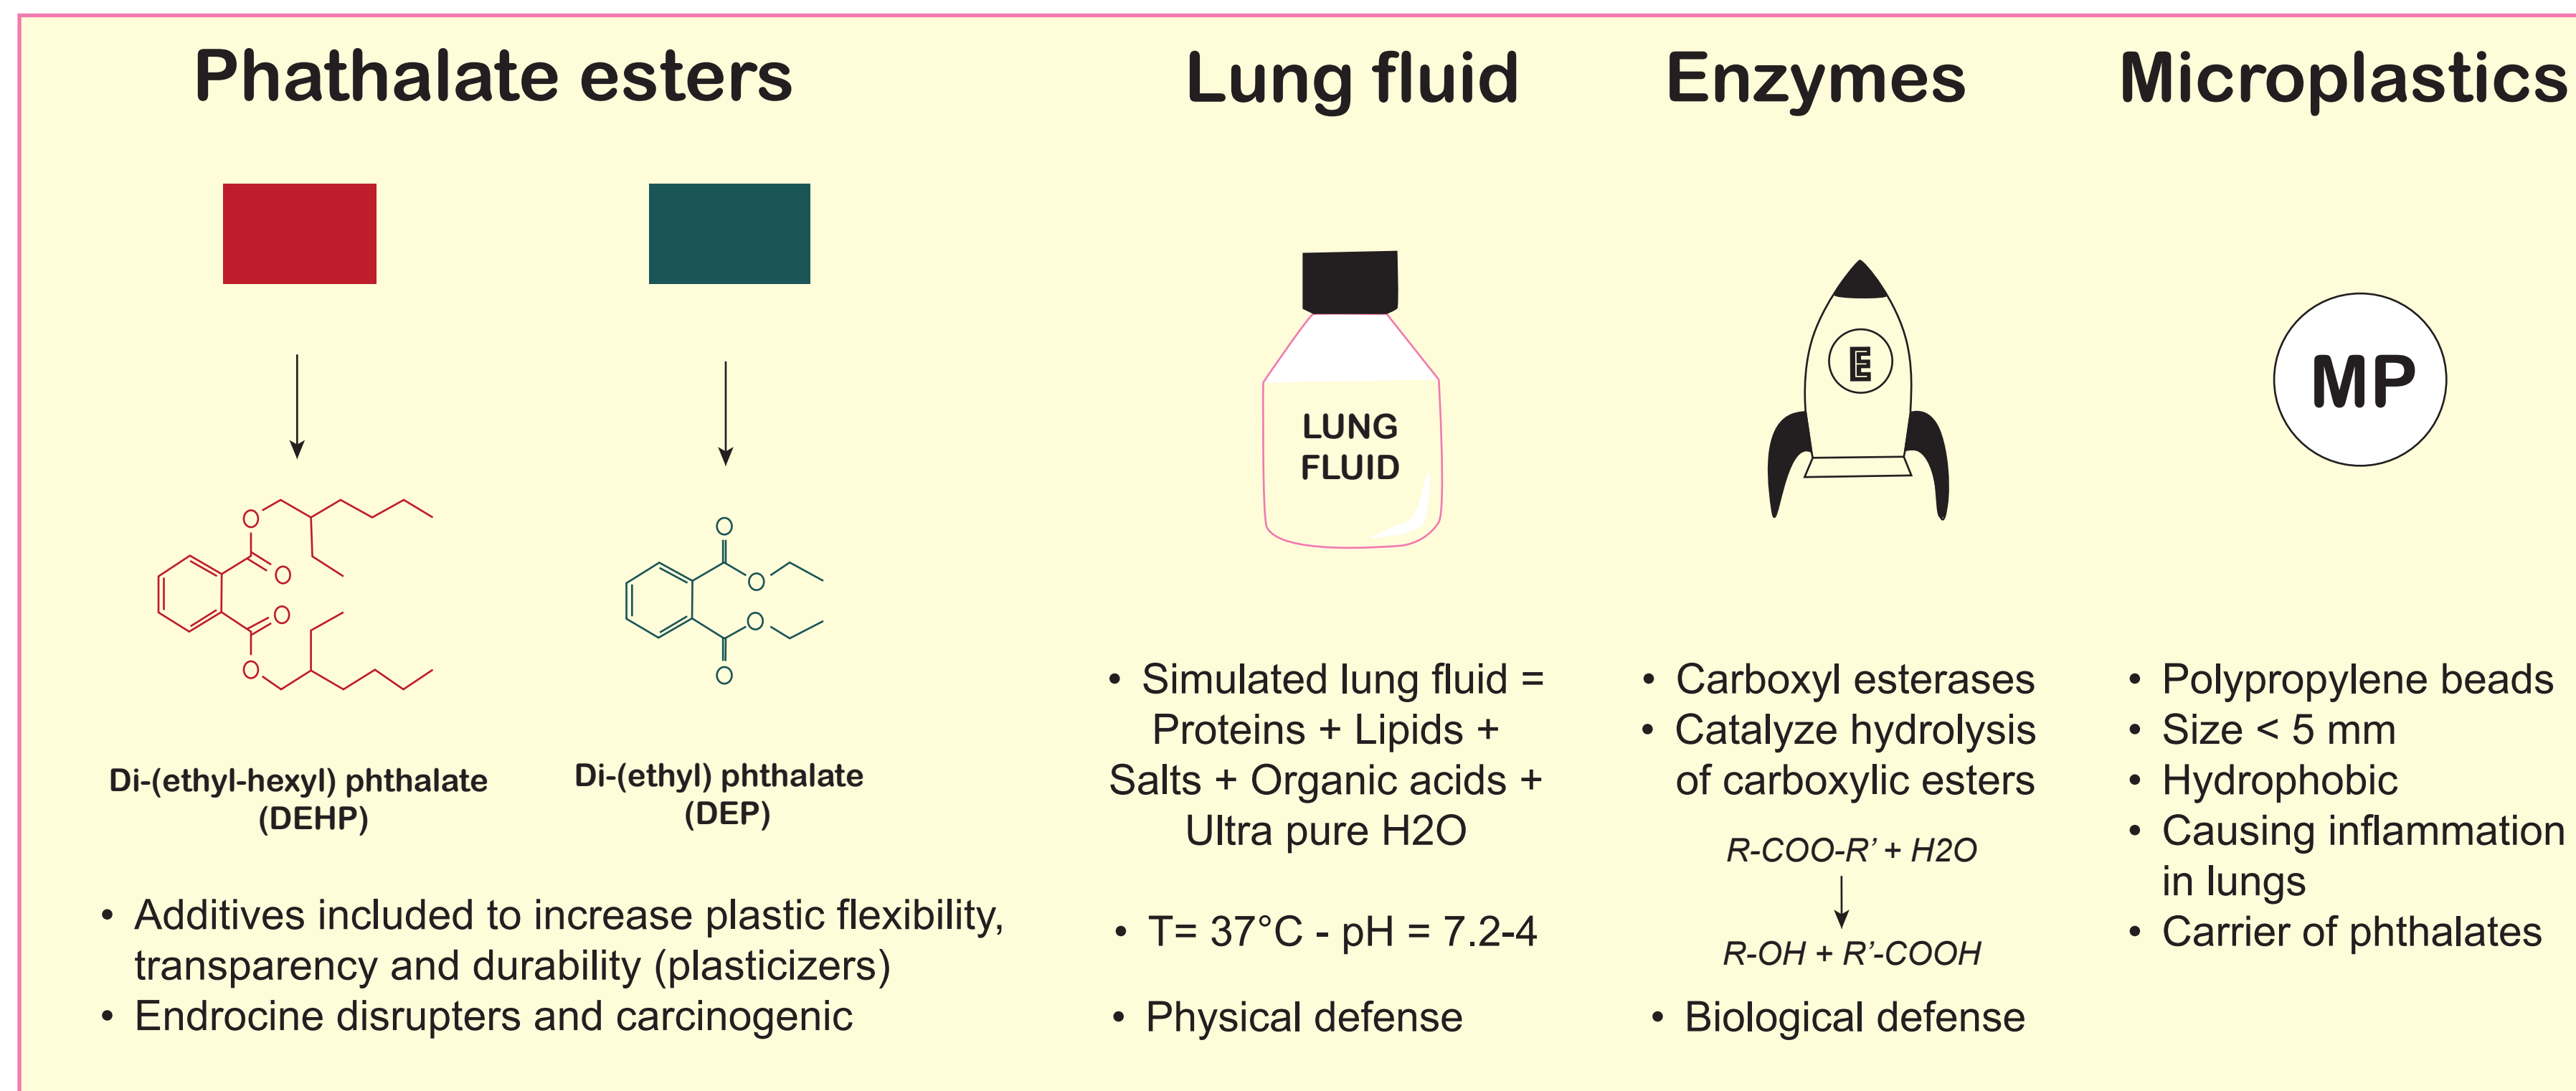 Phathalate esters
O
O
O
O
O
O
O
O
Di-(ethyl-hexyl) phthalate
(DEHP)
Di-(ethyl) phthalate
(DEP)
• Additives included to increase plastic flexibility,
transparency and durability (plasticizers)
• Endrocine disrupters and carcinogenic
Lung fluid
LUNG
FLUID
• Simulated lung fluid =
Proteins + Lipids +
Salts + Organic acids +
Ultra pure H2O
• T= 37°C - pH = 7.2-4
• Physical defense
Enzymes
E
• Carboxyl esterases
• Catalyze hydrolysis
of carboxylic esters
R-COO-R’ + H2O
R-OH + R’-COOH
• Biological defense
Microplastics
MP
• Polypropylene beads
• Size < 5 mm
• Hydrophobic
• Causing inflammation
in lungs
• Carrier of phthalates